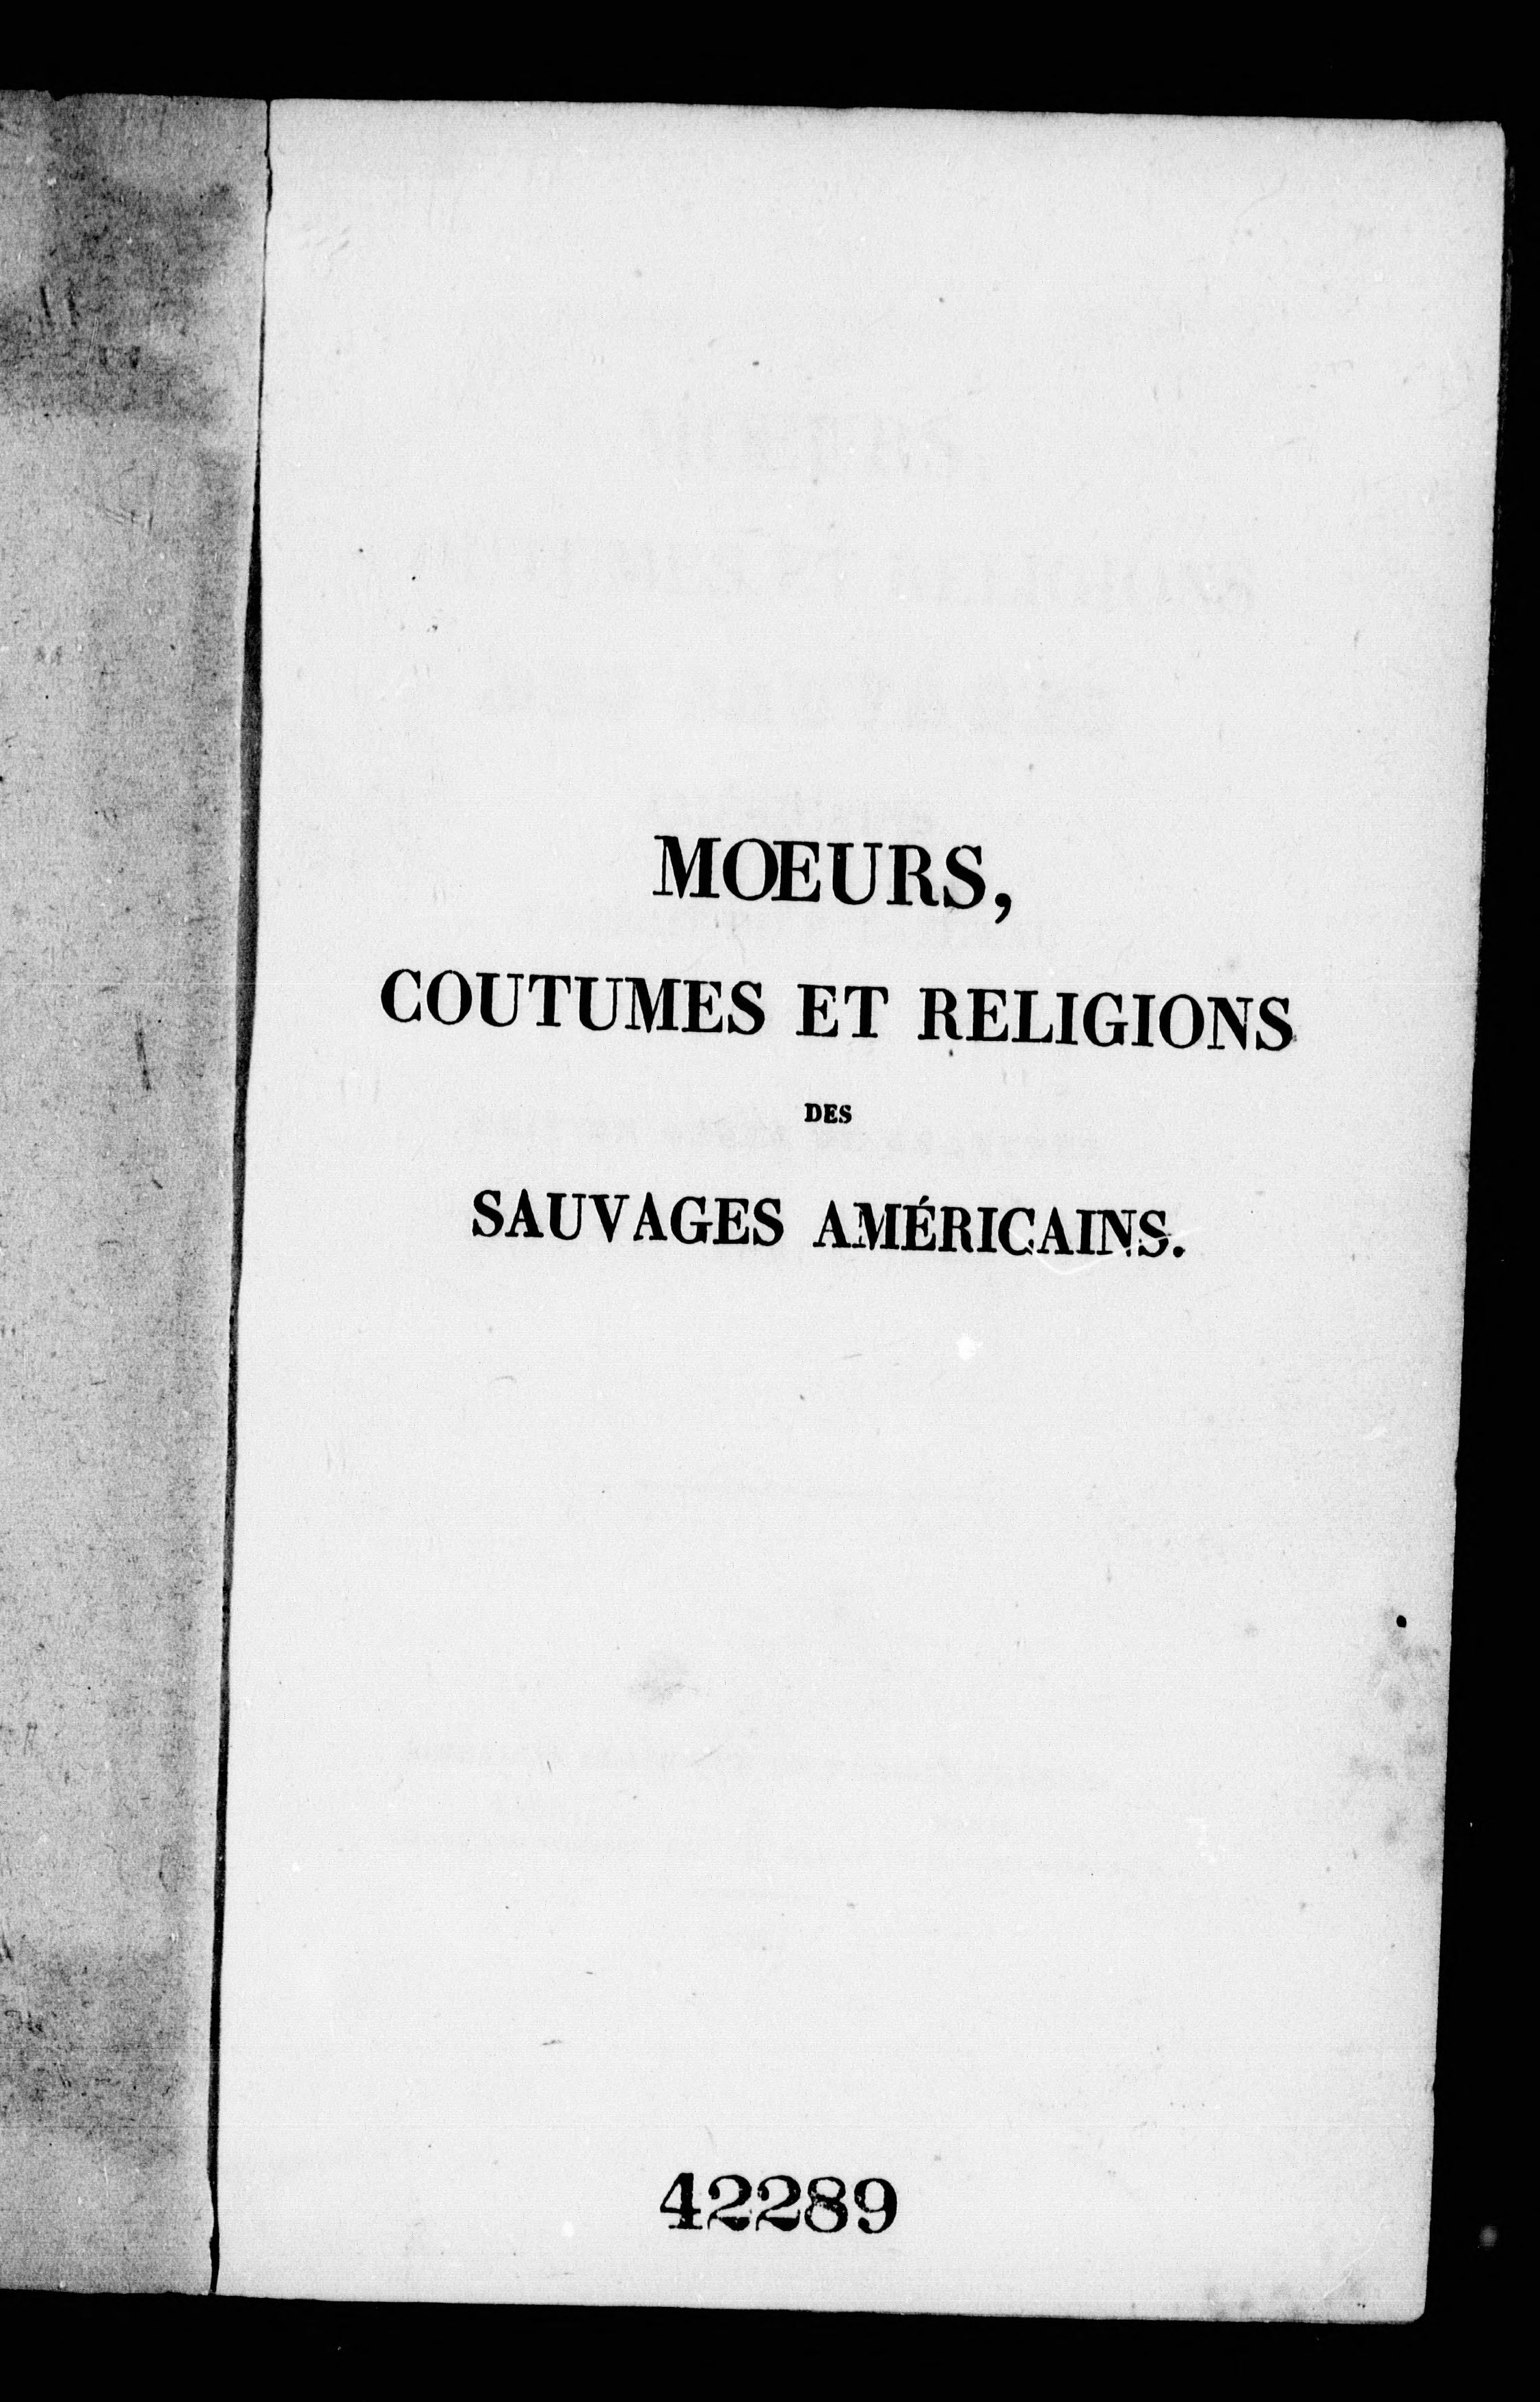 MŒURS,
COUTUMES ET RELIGIONS
DES
SAUVAGES AMÉRICAINS.
42289